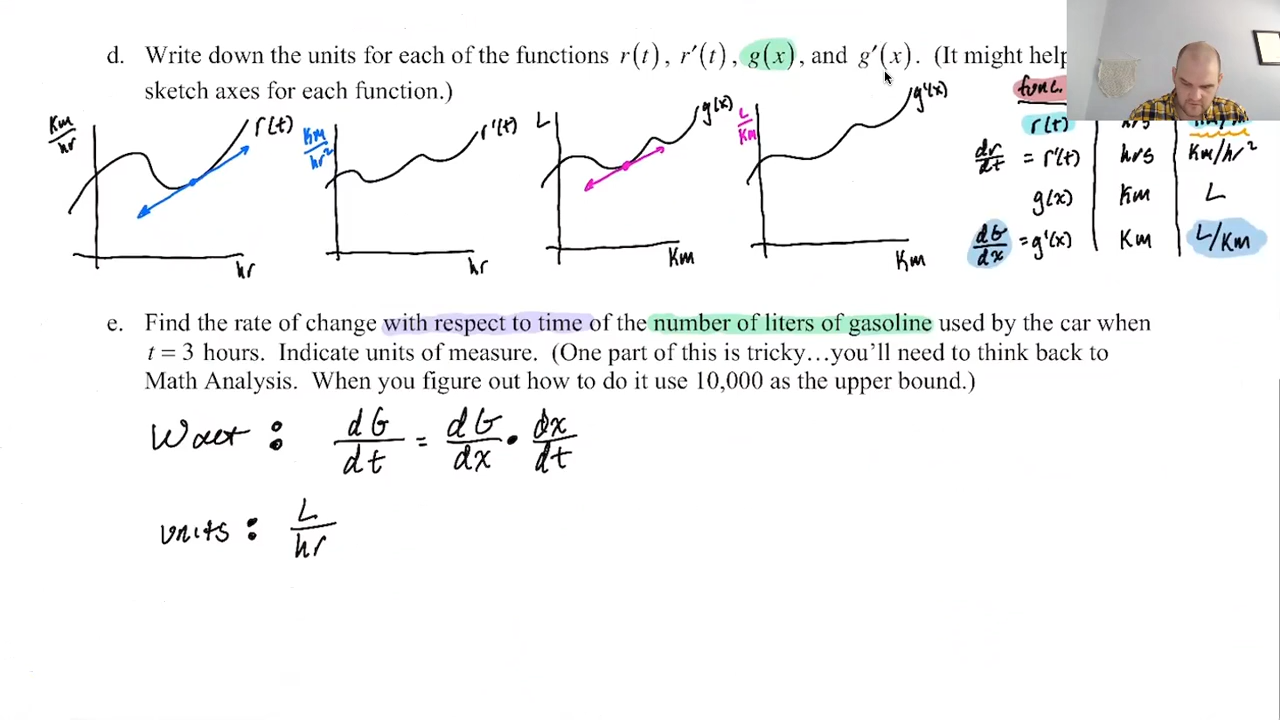 d. Write down the units for each of the functions r(t), r′(t), g(x), and g′(x). (It might help
sketch axes for each function.)
func.
Km/hr r(t) hr
Km/hr² r'(t) hr
L g(x) Km
L/Km g'(x) Km
r(t) hrs
dr/dt = r'(t) hrs Km/hr²
g(x) Km L
dG/dx = g'(x) Km L/Km
e. Find the rate of change with respect to time of the number of liters of gasoline used by the car when
t = 3 hours. Indicate units of measure. (One part of this is tricky…you’ll need to think back to
Math Analysis. When you figure out how to do it use 10,000 as the upper bound.)
dG/dt = dG/dx • dx/dt
units: L/hr